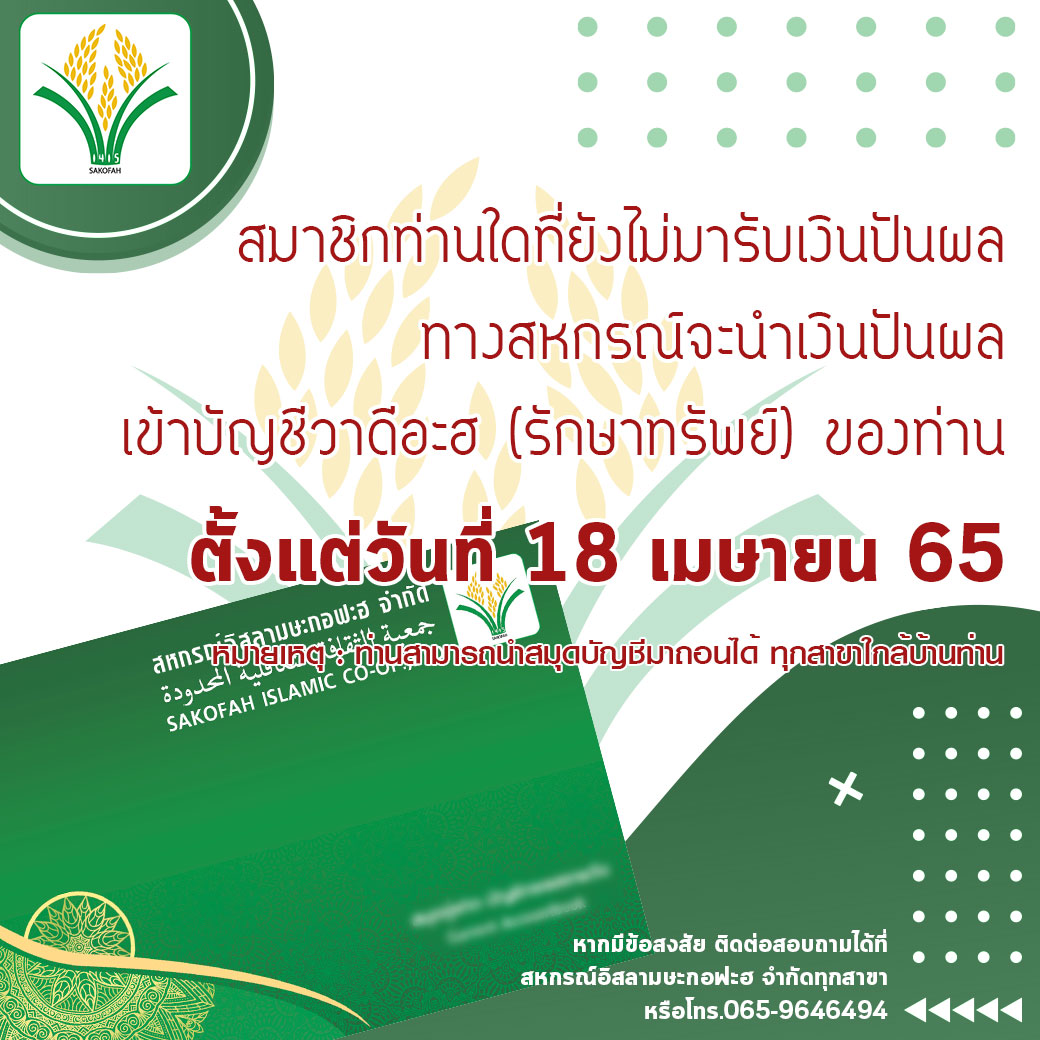 1415
SAKOFAH
สมาชิกท่านใดที่ยังไม่มารับเงินปันผล
ทางสหกรณ์จะนำเงินปันผล
เข้าบัญชีวาดีอะฮ (รักษาทรัพย์) ของท่าน
ตั้งแต่วันที่ 18 เมษายน 65
หมายเหตุ : ท่านสามารถนำสมุดบัญชีมาถอนได้ ทุกสาขาใกล้บ้านท่าน
สหกรณ์อิสลามษะกอฟะฮ จำกัด
جمعية الثقافة المحدودة
SAKOFAH ISLAMIC
หากมีข้อสงสัย ติดต่อสอบถามได้ที่
สหกรณ์อิสลามษะกอฟะฮ จำกัดทุกสาขา
หรือโทร.065-9646494